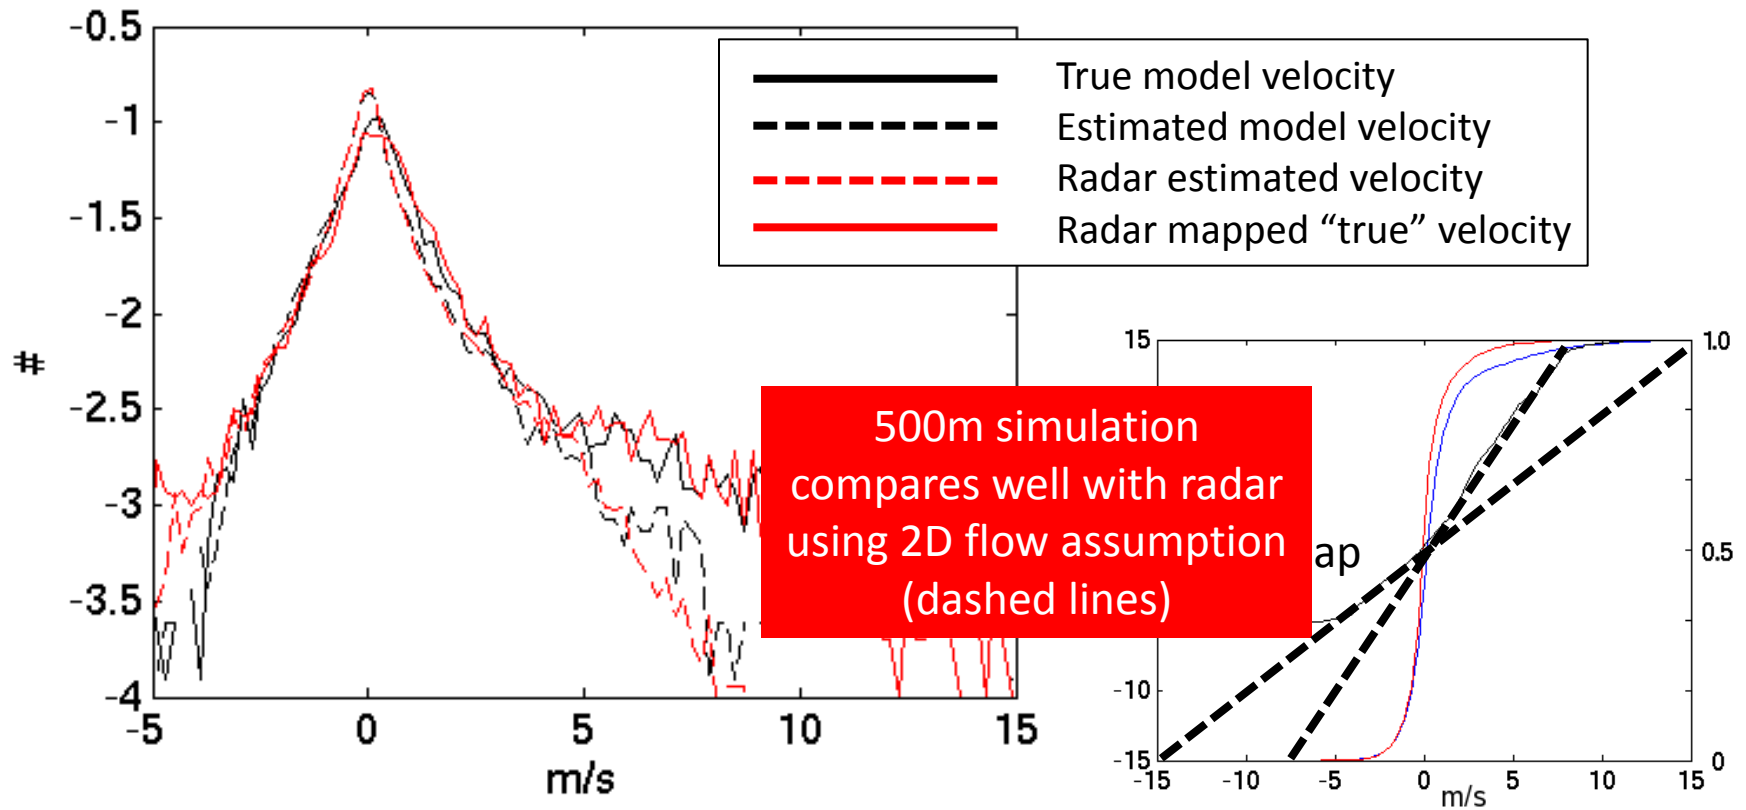 -0.5
-1
-1.5
-2
-2.5
-3
-3.5
-4
#
-5
0
5
10
15
m/s
True model velocity
Estimated model velocity
Radar estimated velocity
Radar mapped “true” velocity
500m simulation
compares well with radar
using 2D flow assumption
(dashed lines)
ap
15
-10
-15
1.0
0.5
0
-15
-10
-5
0
5
10
15
m/s